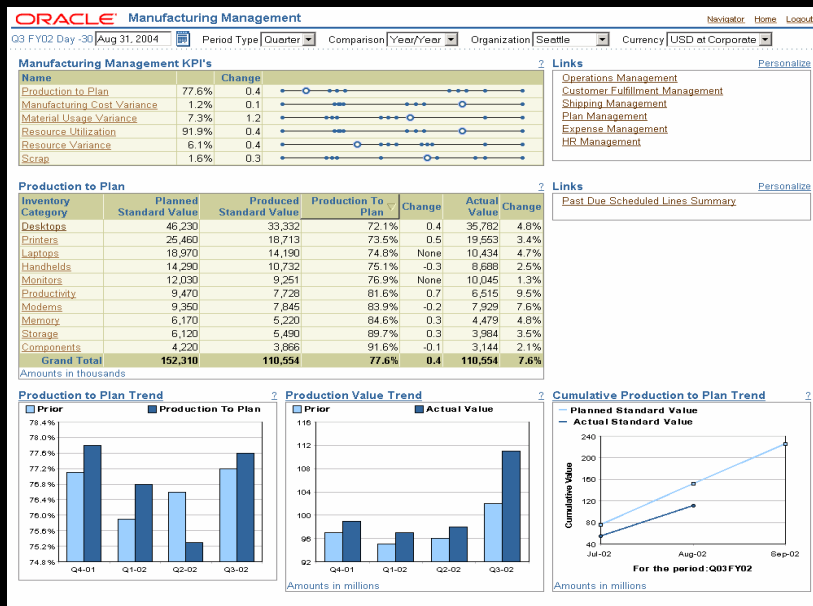 ORACLE Manufacturing Management
Navigator Home Logout
Q3 FY02 Day -30 Aug 31, 2004 Period Type Quarter Comparison Year/Year Organization Seattle Currency USD at Corporate
Manufacturing Management KPI's ?
Name Change
Production to Plan 77.6% 0.4
Manufacturing Cost Variance 1.2% 0.1
Material Usage Variance 7.3% 1.2
Resource Utilization 91.9% 0.4
Resource Variance 6.1% 0.4
Scrap 1.6% 0.3
Links Personalize
Operations Management
Customer Fulfillment Management
Shipping Management
Plan Management
Expense Management
HR Management
Production to Plan ?
Inventory Category Planned Standard Value Produced Standard Value Production To Plan Change Actual Value Change
Desktops 46,230 33,332 72.1% 0.4 35,782 4.8%
Printers 25,460 18,713 73.5% 0.5 19,553 3.4%
Laptops 18,970 14,190 74.8% None 10,434 4.7%
Handhelds 14,290 10,732 75.1% -0.3 8,688 2.5%
Monitors 12,030 9,251 76.9% None 10,045 1.3%
Productivity 9,470 7,728 81.6% 0.7 6,515 9.5%
Modems 9,350 7,845 83.9% -0.2 7,929 7.6%
Memory 6,170 5,220 84.6% 0.3 4,479 4.8%
Storage 6,120 5,490 89.7% 0.3 3,984 3.5%
Components 4,220 3,866 91.6% -0.1 3,144 2.1%
Grand Total 152,310 110,554 77.6% 0.4 110,554 7.6%
Amounts in thousands
Links Personalize
Past Due Scheduled Lines Summary
Production to Plan Trend ?
Prior Production To Plan
78.4%
78.0%
77.6%
77.2%
76.8%
76.4%
76.0%
75.6%
75.2%
74.8%
Q4-01 Q1-02 Q2-02 Q3-02
Production Value Trend ?
Prior Actual Value
116
112
108
104
100
96
92
Q4-01 Q1-02 Q2-02 Q3-02
Amounts in millions
Cumulative Production to Plan Trend ?
Planned Standard Value
Actual Standard Value
Cumulative Value
240
200
160
120
80
40
Jul-02 Aug-02 Sep-02
For the period:Q03FY02
Amounts in millions